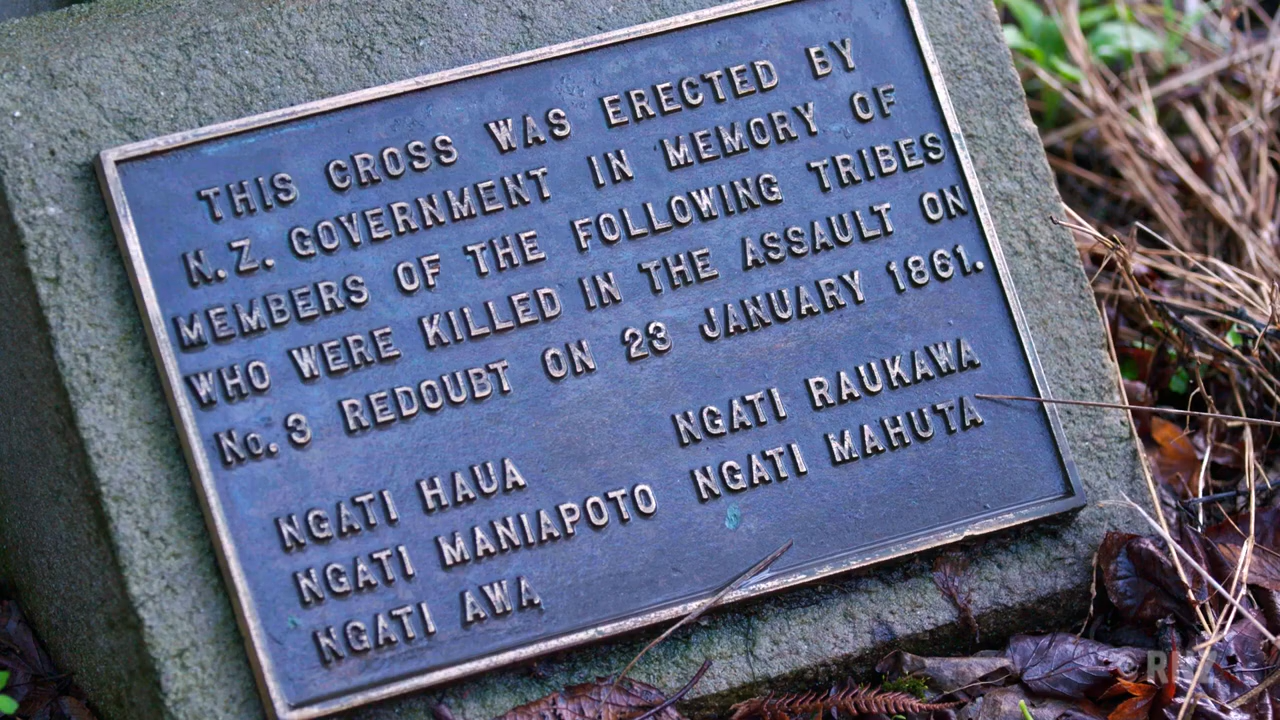 THIS CROSS WAS ERECTED BY
N.Z. GOVERNMENT IN MEMORY OF
MEMBERS OF THE FOLLOWING TRIBES
WHO WERE KILLED IN THE ASSAULT ON
No.3 REDOUBT ON 23 JANUARY 1861.
NGATI HAUA NGATI RAUKAWA
NGATI MANIAPOTO NGATI MAHUTA
NGATI AWA